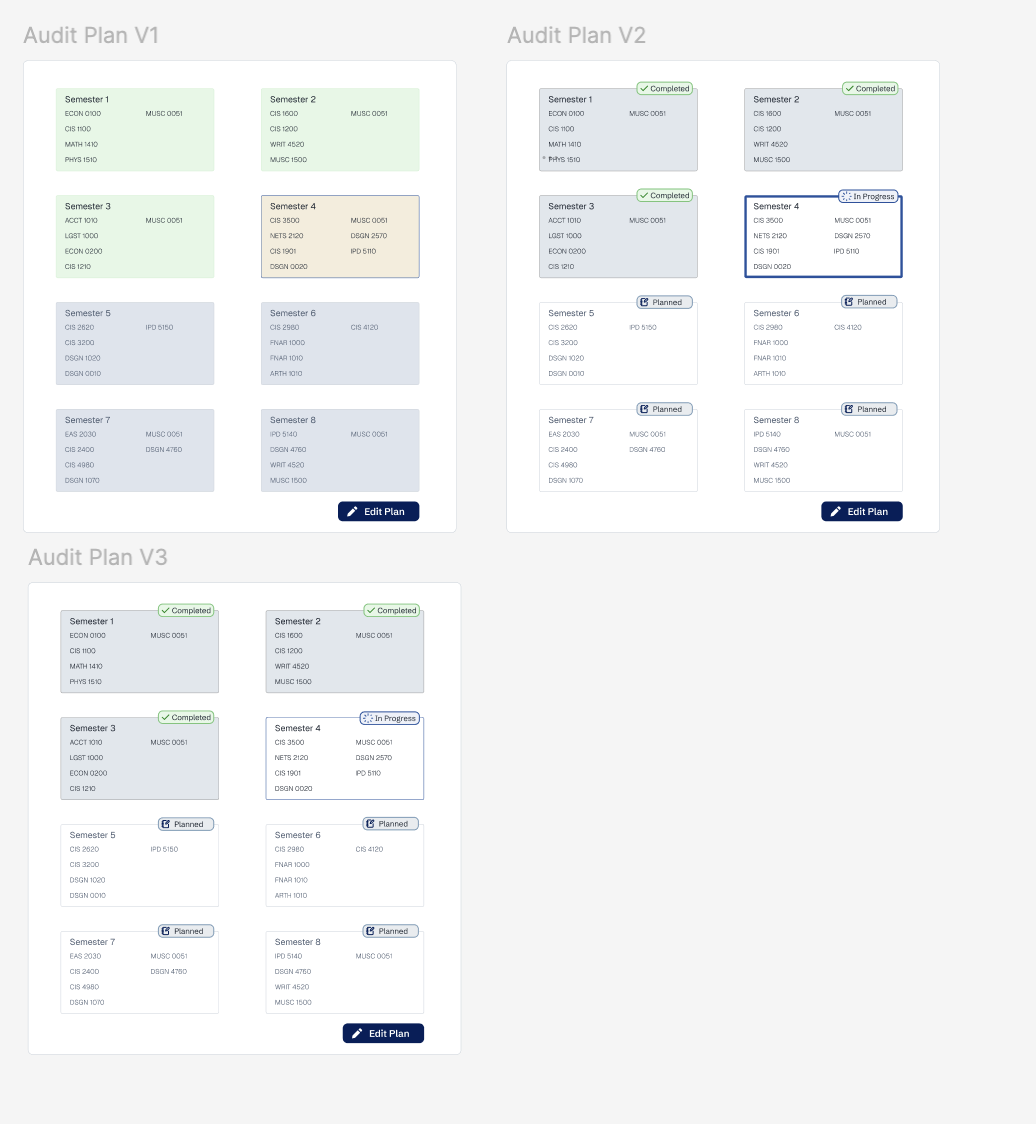 Audit Plan V1
Semester 1
ECON 0100 MUSC 0051
CIS 1100
MATH 1410
PHYS 1510
Semester 2
CIS 1600 MUSC 0051
CIS 1200
WRIT 4520
MUSC 1500
Semester 3
ACCT 1010 MUSC 0051
LGST 1000
ECON 0200
CIS 1210
Semester 4
CIS 3500 MUSC 0051
NETS 2120 DSGN 2570
CIS 1901 IPD 5110
DSGN 0020
Semester 5
CIS 2620 IPD 5150
CIS 3200
DSGN 1020
DSGN 0010
Semester 6
CIS 2980 CIS 4120
FNAR 1000
FNAR 1010
ARTH 1010
Semester 7
EAS 2030 MUSC 0051
CIS 2400 DSGN 4760
CIS 4980
DSGN 1070
Semester 8
IPD 5140 MUSC 0051
DSGN 4760
WRIT 4520
MUSC 1500
Edit Plan
Audit Plan V2
Completed
Semester 1
ECON 0100 MUSC 0051
CIS 1100
MATH 1410
PHYS 1510
Completed
Semester 2
CIS 1600 MUSC 0051
CIS 1200
WRIT 4520
MUSC 1500
Completed
Semester 3
ACCT 1010 MUSC 0051
LGST 1000
ECON 0200
CIS 1210
In Progress
Semester 4
CIS 3500 MUSC 0051
NETS 2120 DSGN 2570
CIS 1901 IPD 5110
DSGN 0020
Planned
Semester 5
CIS 2620 IPD 5150
CIS 3200
DSGN 1020
DSGN 0010
Planned
Semester 6
CIS 2980 CIS 4120
FNAR 1000
FNAR 1010
ARTH 1010
Planned
Semester 7
EAS 2030 MUSC 0051
CIS 2400 DSGN 4760
CIS 4980
DSGN 1070
Planned
Semester 8
IPD 5140 MUSC 0051
DSGN 4760
WRIT 4520
MUSC 1500
Edit Plan
Audit Plan V3
Completed
Semester 1
ECON 0100 MUSC 0051
CIS 1100
MATH 1410
PHYS 1510
Completed
Semester 2
CIS 1600 MUSC 0051
CIS 1200
WRIT 4520
MUSC 1500
Completed
Semester 3
ACCT 1010 MUSC 0051
LGST 1000
ECON 0200
CIS 1210
In Progress
Semester 4
CIS 3500 MUSC 0051
NETS 2120 DSGN 2570
CIS 1901 IPD 5110
DSGN 0020
Planned
Semester 5
CIS 2620 IPD 5150
CIS 3200
DSGN 1020
DSGN 0010
Planned
Semester 6
CIS 2980 CIS 4120
FNAR 1000
FNAR 1010
ARTH 1010
Planned
Semester 7
EAS 2030 MUSC 0051
CIS 2400 DSGN 4760
CIS 4980
DSGN 1070
Planned
Semester 8
IPD 5140 MUSC 0051
DSGN 4760
WRIT 4520
MUSC 1500
Edit Plan